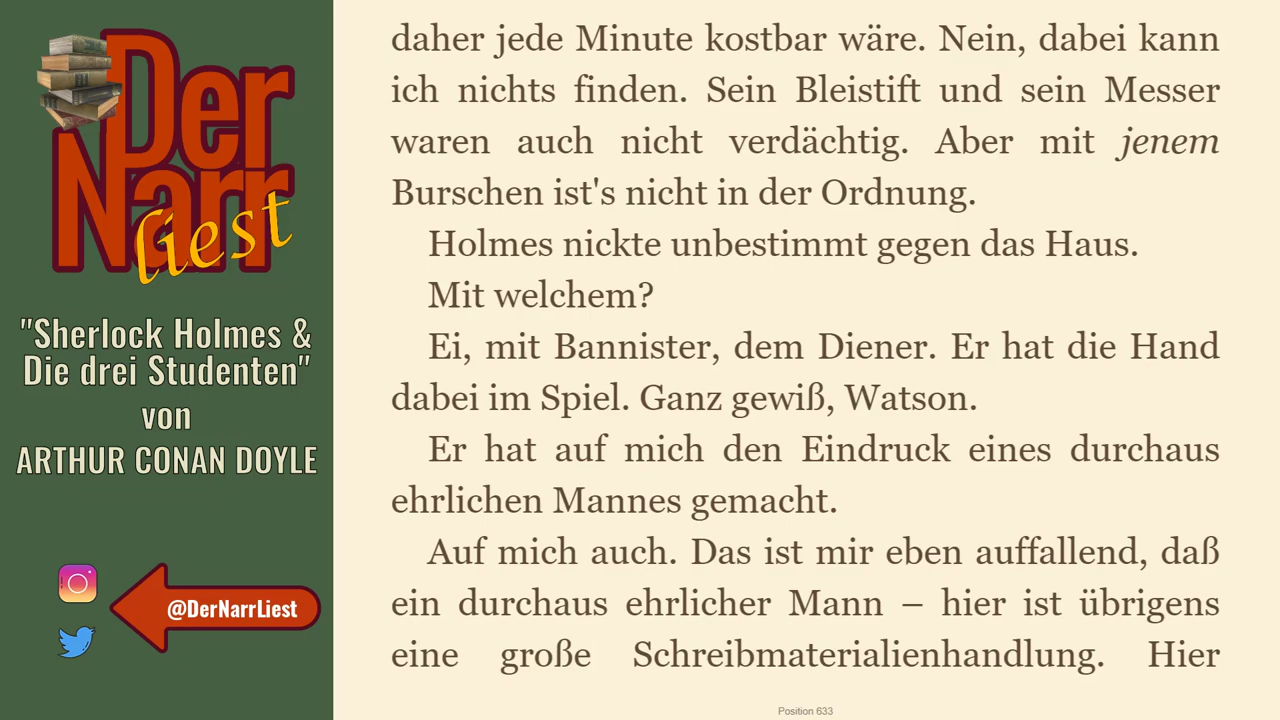 Der
Narr
liest
"Sherlock Holmes &
Die drei Studenten"
von
ARTHUR CONAN DOYLE
@DerNarrLiest
daher jede Minute kostbar wäre. Nein, dabei kann
ich nichts finden. Sein Bleistift und sein Messer
waren auch nicht verdächtig. Aber mit jenem
Burschen ist's nicht in der Ordnung.
Holmes nickte unbestimmt gegen das Haus.
Mit welchem?
Ei, mit Bannister, dem Diener. Er hat die Hand
dabei im Spiel. Ganz gewiß, Watson.
Er hat auf mich den Eindruck eines durchaus
ehrlichen Mannes gemacht.
Auf mich auch. Das ist mir eben auffallend, daß
ein durchaus ehrlicher Mann – hier ist übrigens
eine große Schreibmaterialienhandlung. Hier
Position 633